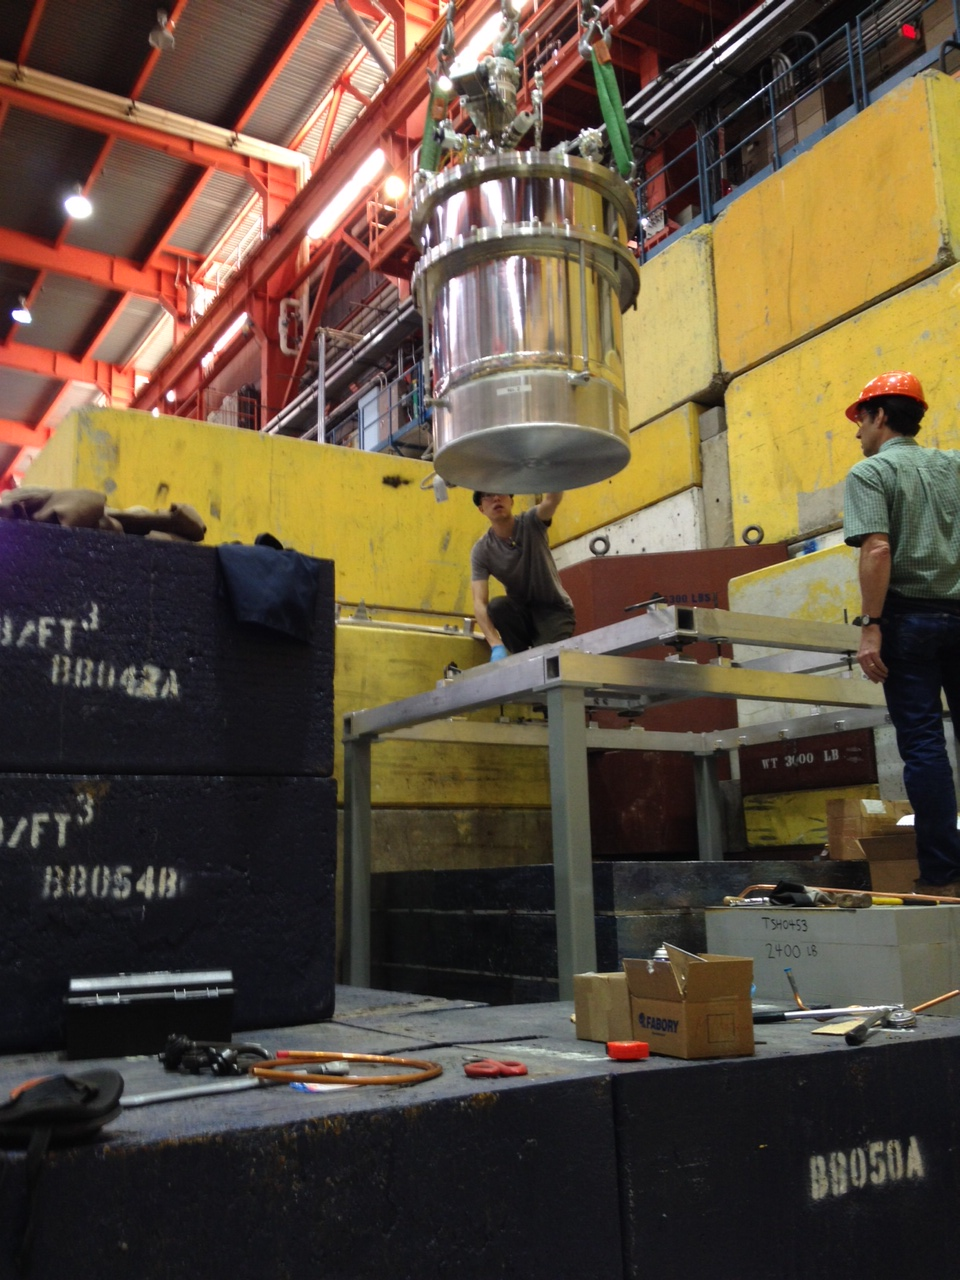 /FT3
BB042A
/FT3
BB054B
BB050A
300 LBS
WT 3000 LB
TSH0453
2400 LB
FABORY